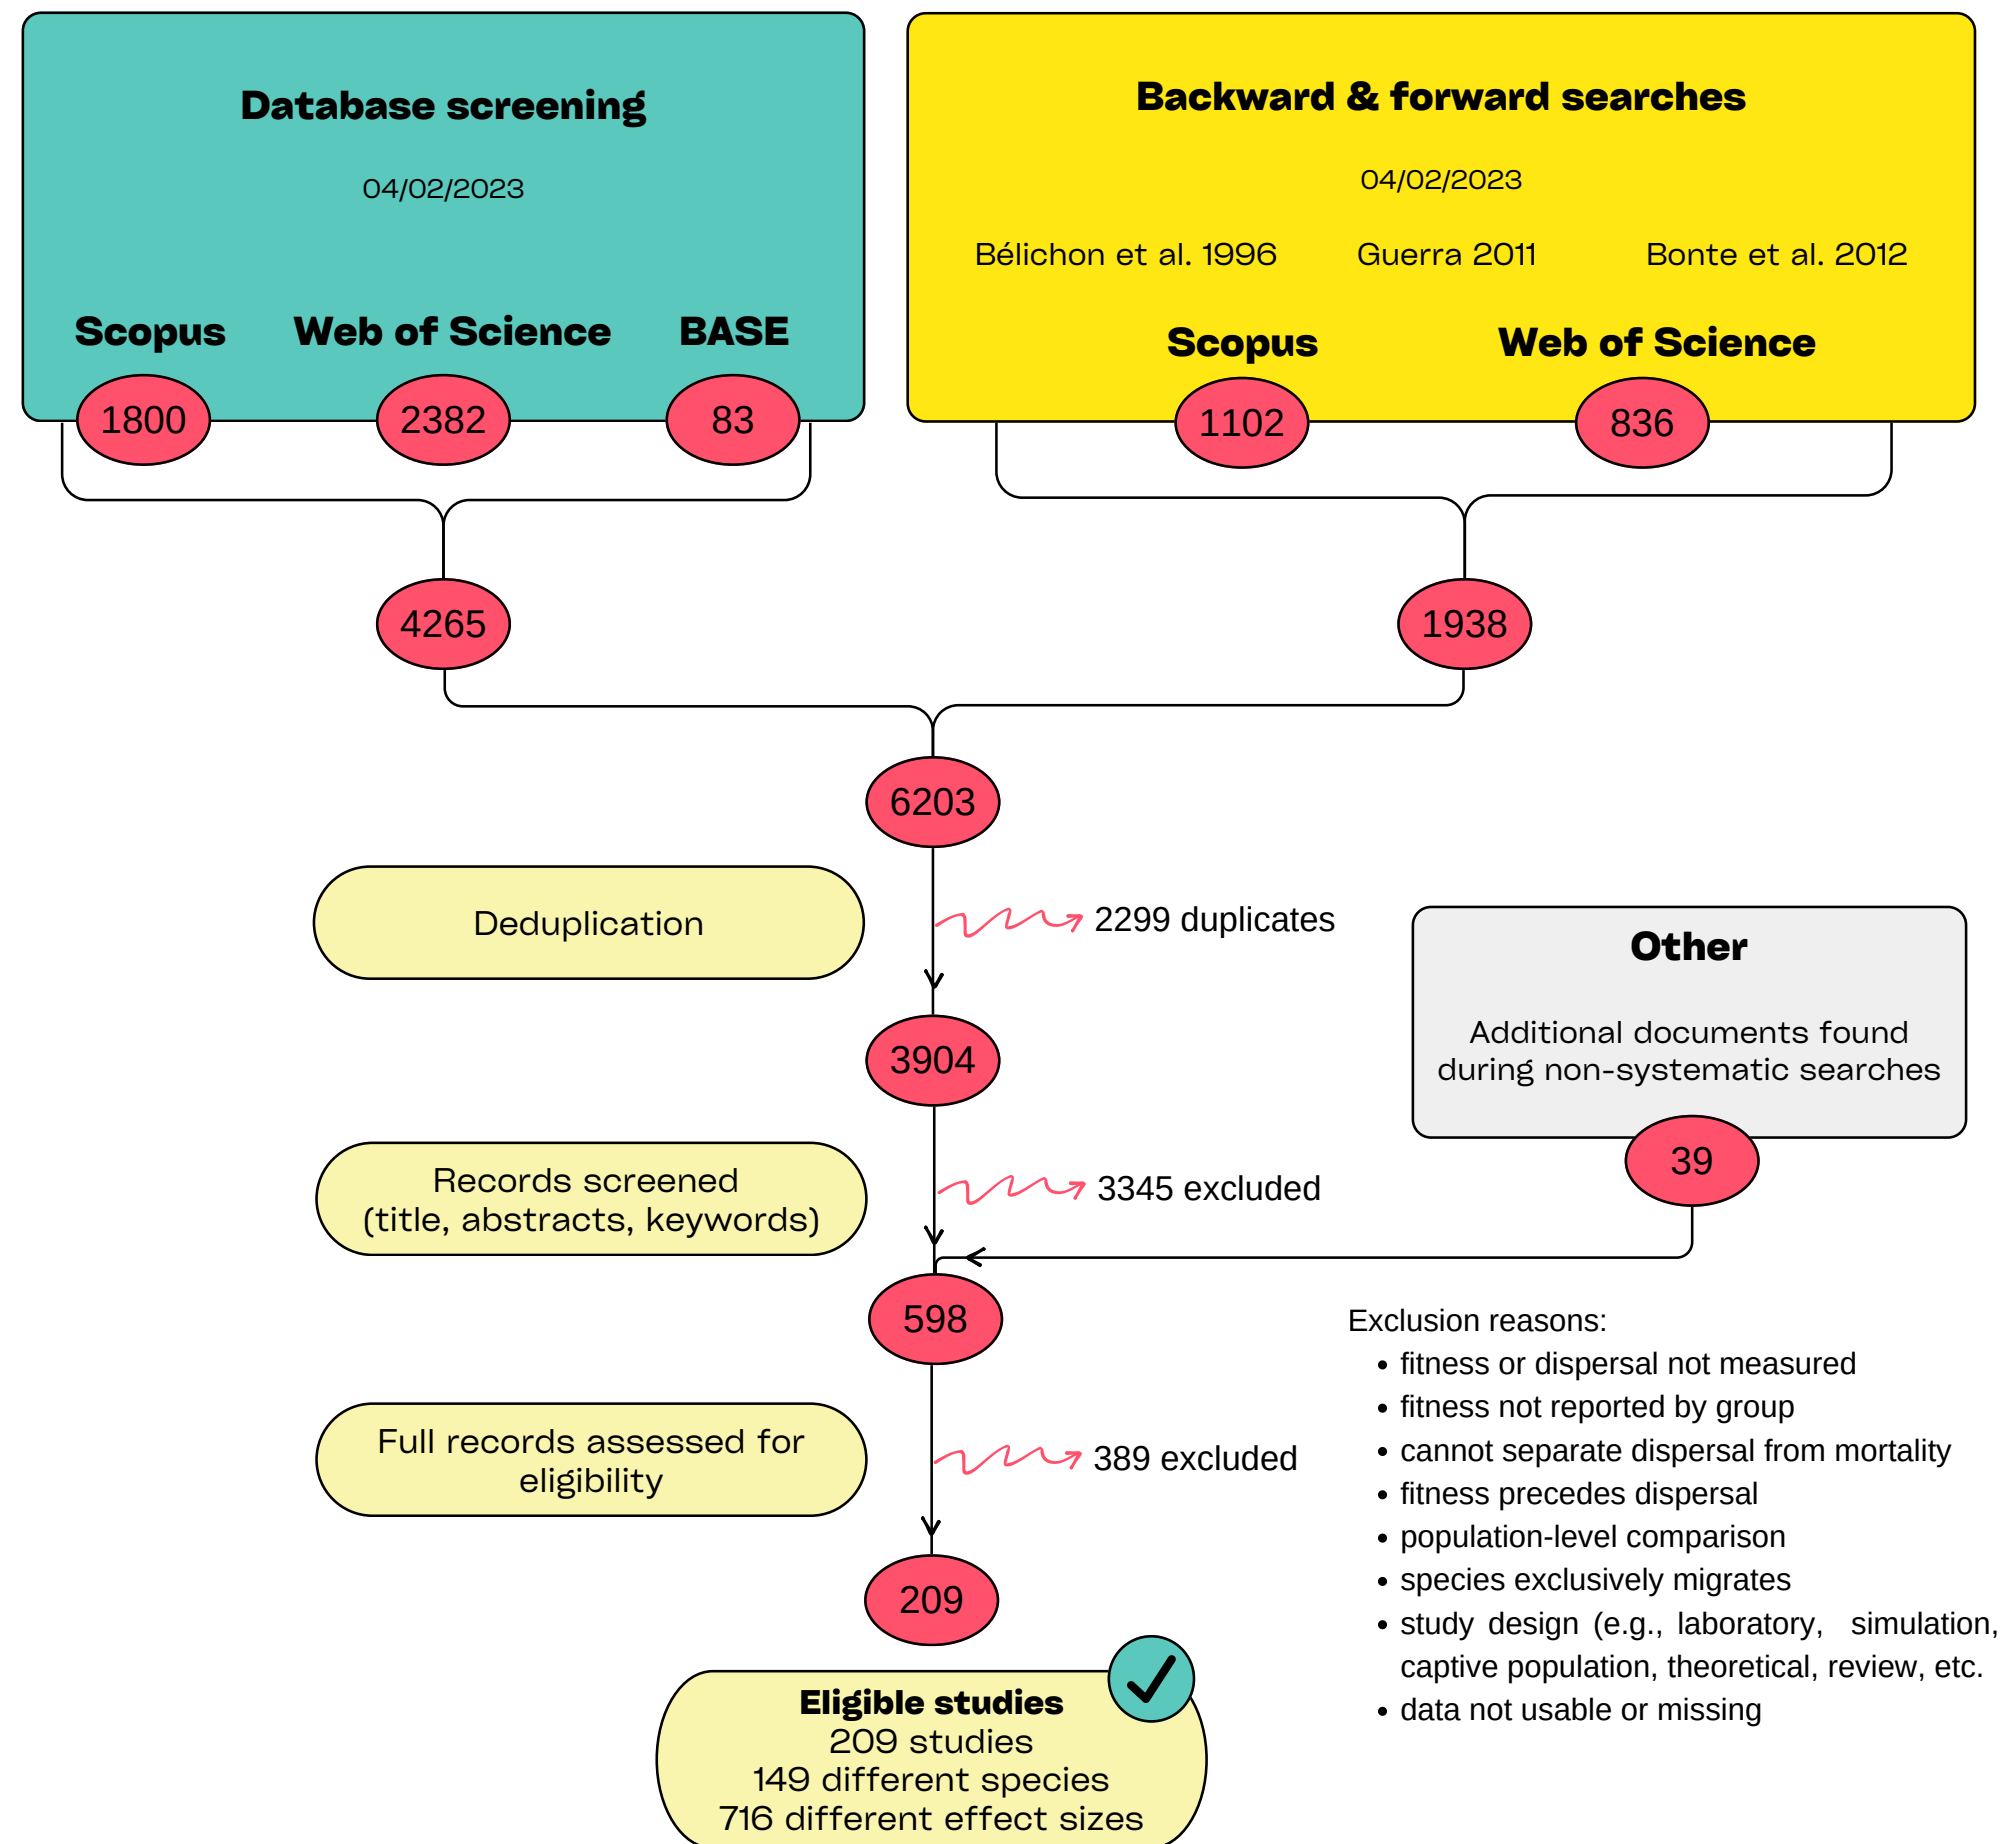 Database screening
04/02/2023
Scopus
Web of Science
BASE
1800
2382
83
Backward & forward searches
04/02/2023
Bélichon et al. 1996
Guerra 2011
Bonte et al. 2012
Scopus
Web of Science
1102
836
4265
1938
6203
Deduplication
2299 duplicates
3904
Other
Additional documents found
during non-systematic searches
39
Records screened
(title, abstracts, keywords)
3345 excluded
598
Full records assessed for
eligibility
389 excluded
209
Exclusion reasons:
• fitness or dispersal not measured
• fitness not reported by group
• cannot separate dispersal from mortality
• fitness precedes dispersal
• population-level comparison
• species exclusively migrates
• study design (e.g., laboratory, simulation,
captive population, theoretical, review, etc.
• data not usable or missing
Eligible studies
209 studies
149 different species
716 different effect sizes